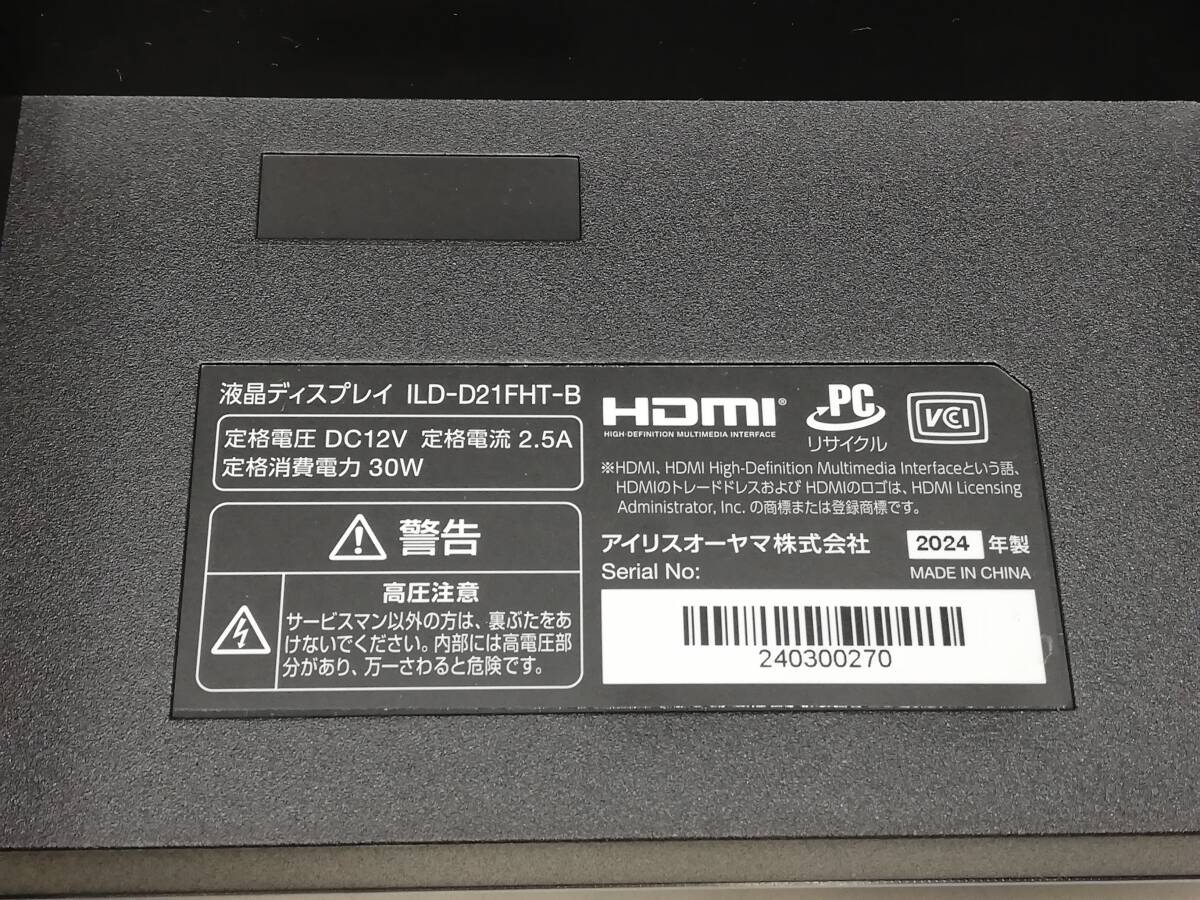 液晶ディスプレイ ILD-D21FHT-B
定格電圧 DC12V 定格電流 2.5A
定格消費電力 30W
警告
高圧注意
サービスマン以外の方は、裏ぶたをあ
けないでください。内部には高電圧部
分があり、万一さわると危険です。
HDMI®
HIGH-DEFINITION MULTIMEDIA INTERFACE
PC
リサイクル
VCCI
※HDMI、HDMI High-Definition Multimedia Interfaceという語、
HDMIのトレードドレスおよび HDMIのロゴは、HDMI Licensing
Administrator, Inc. の商標または登録商標です。
アイリスオーヤマ株式会社 2024 年製
Serial No: MADE IN CHINA
240300270